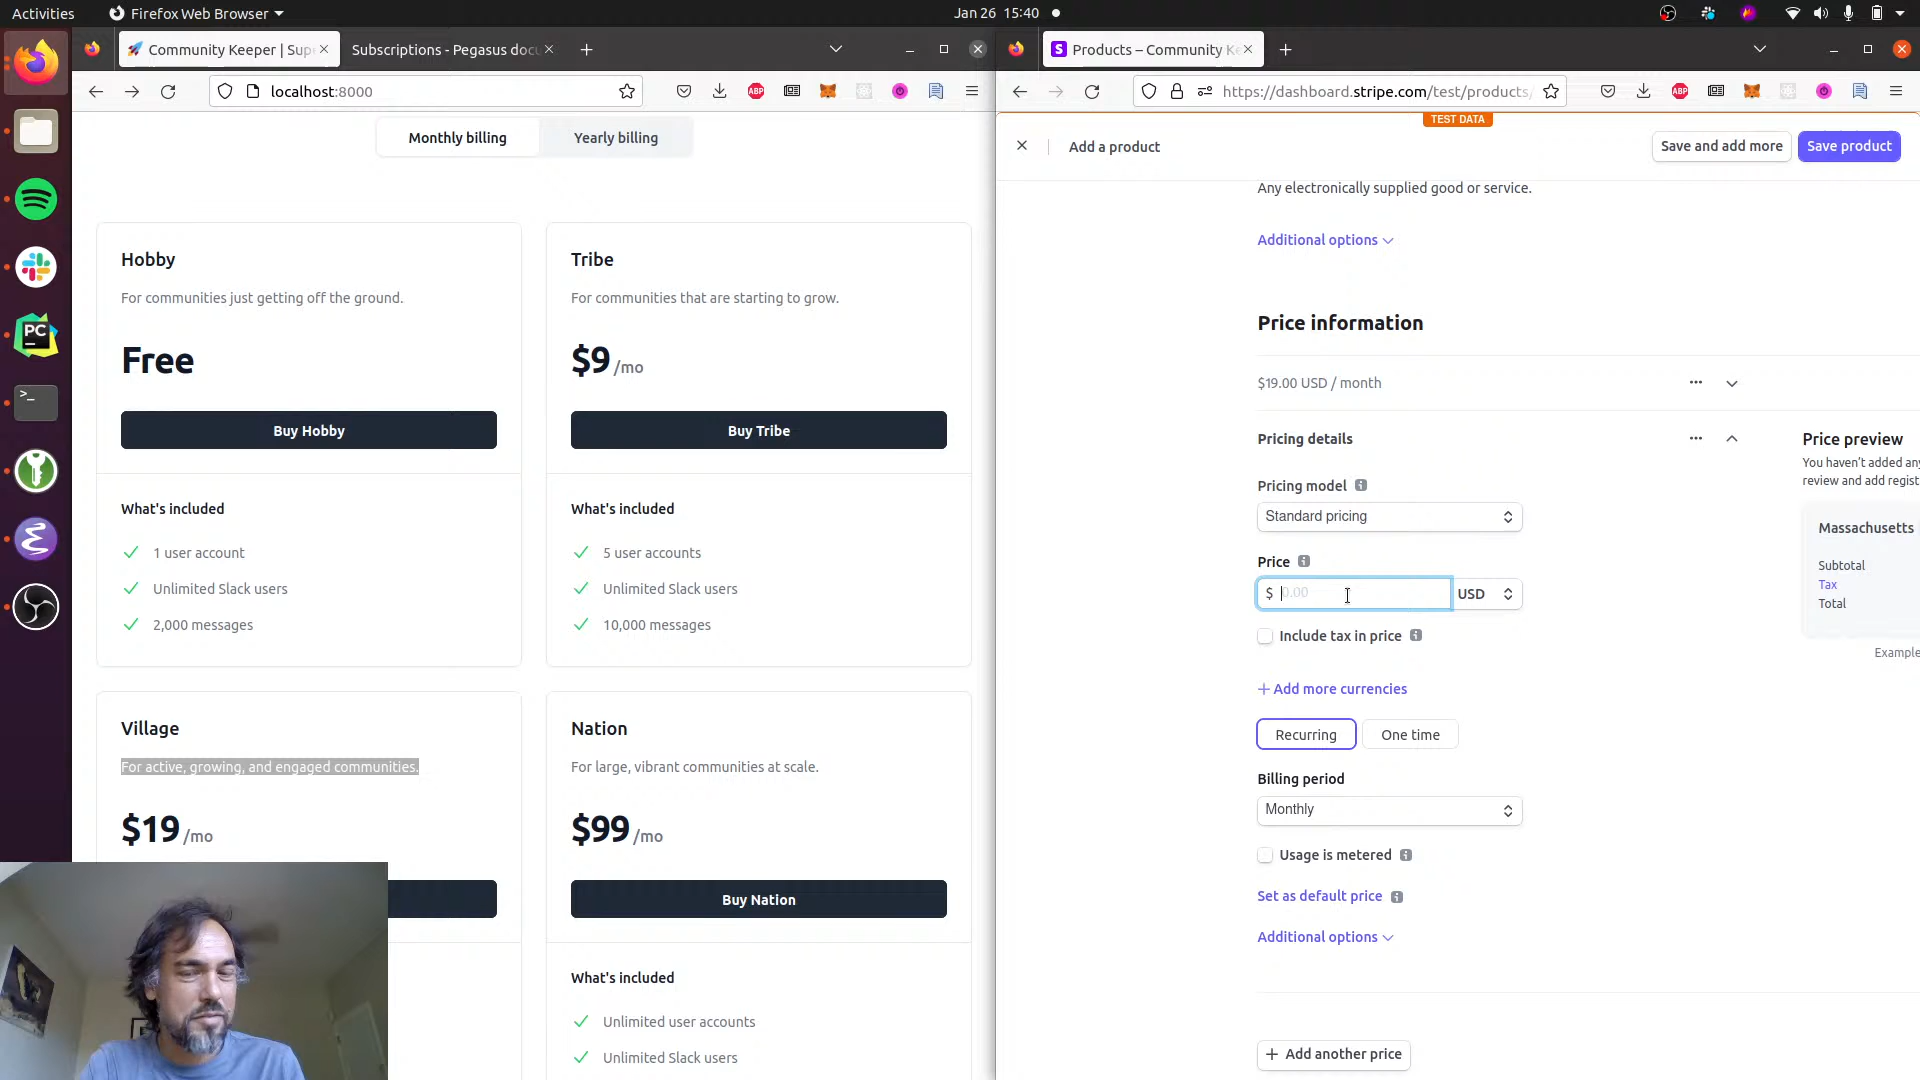 Activities
Firefox Web Browser
Jan 26 15:40
Community Keeper | Sup
Subscriptions - Pegasus docu
Products – Community Ke
localhost:8000
https://dashboard.stripe.com/test/products/
Monthly billing
Yearly billing
Hobby
For communities just getting off the ground.
Free
Buy Hobby
What's included
1 user account
Unlimited Slack users
2,000 messages
Tribe
For communities that are starting to grow.
$9 /mo
Buy Tribe
What's included
5 user accounts
Unlimited Slack users
10,000 messages
Village
For active, growing, and engaged communities.
$19 /mo
Nation
For large, vibrant communities at scale.
$99 /mo
Buy Nation
What's included
Unlimited user accounts
Unlimited Slack users
TEST DATA
Add a product
Save and add more
Save product
Any electronically supplied good or service.
Additional options
Price information
$19.00 USD / month
Pricing details
Pricing model
Standard pricing
Price
$ 0.00
USD
Include tax in price
Add more currencies
Recurring
One time
Billing period
Monthly
Usage is metered
Set as default price
Additional options
Add another price
Price preview
You haven't added any
review and add regist
Massachusetts
Subtotal
Tax
Total
Example
ABP
PC
ABP